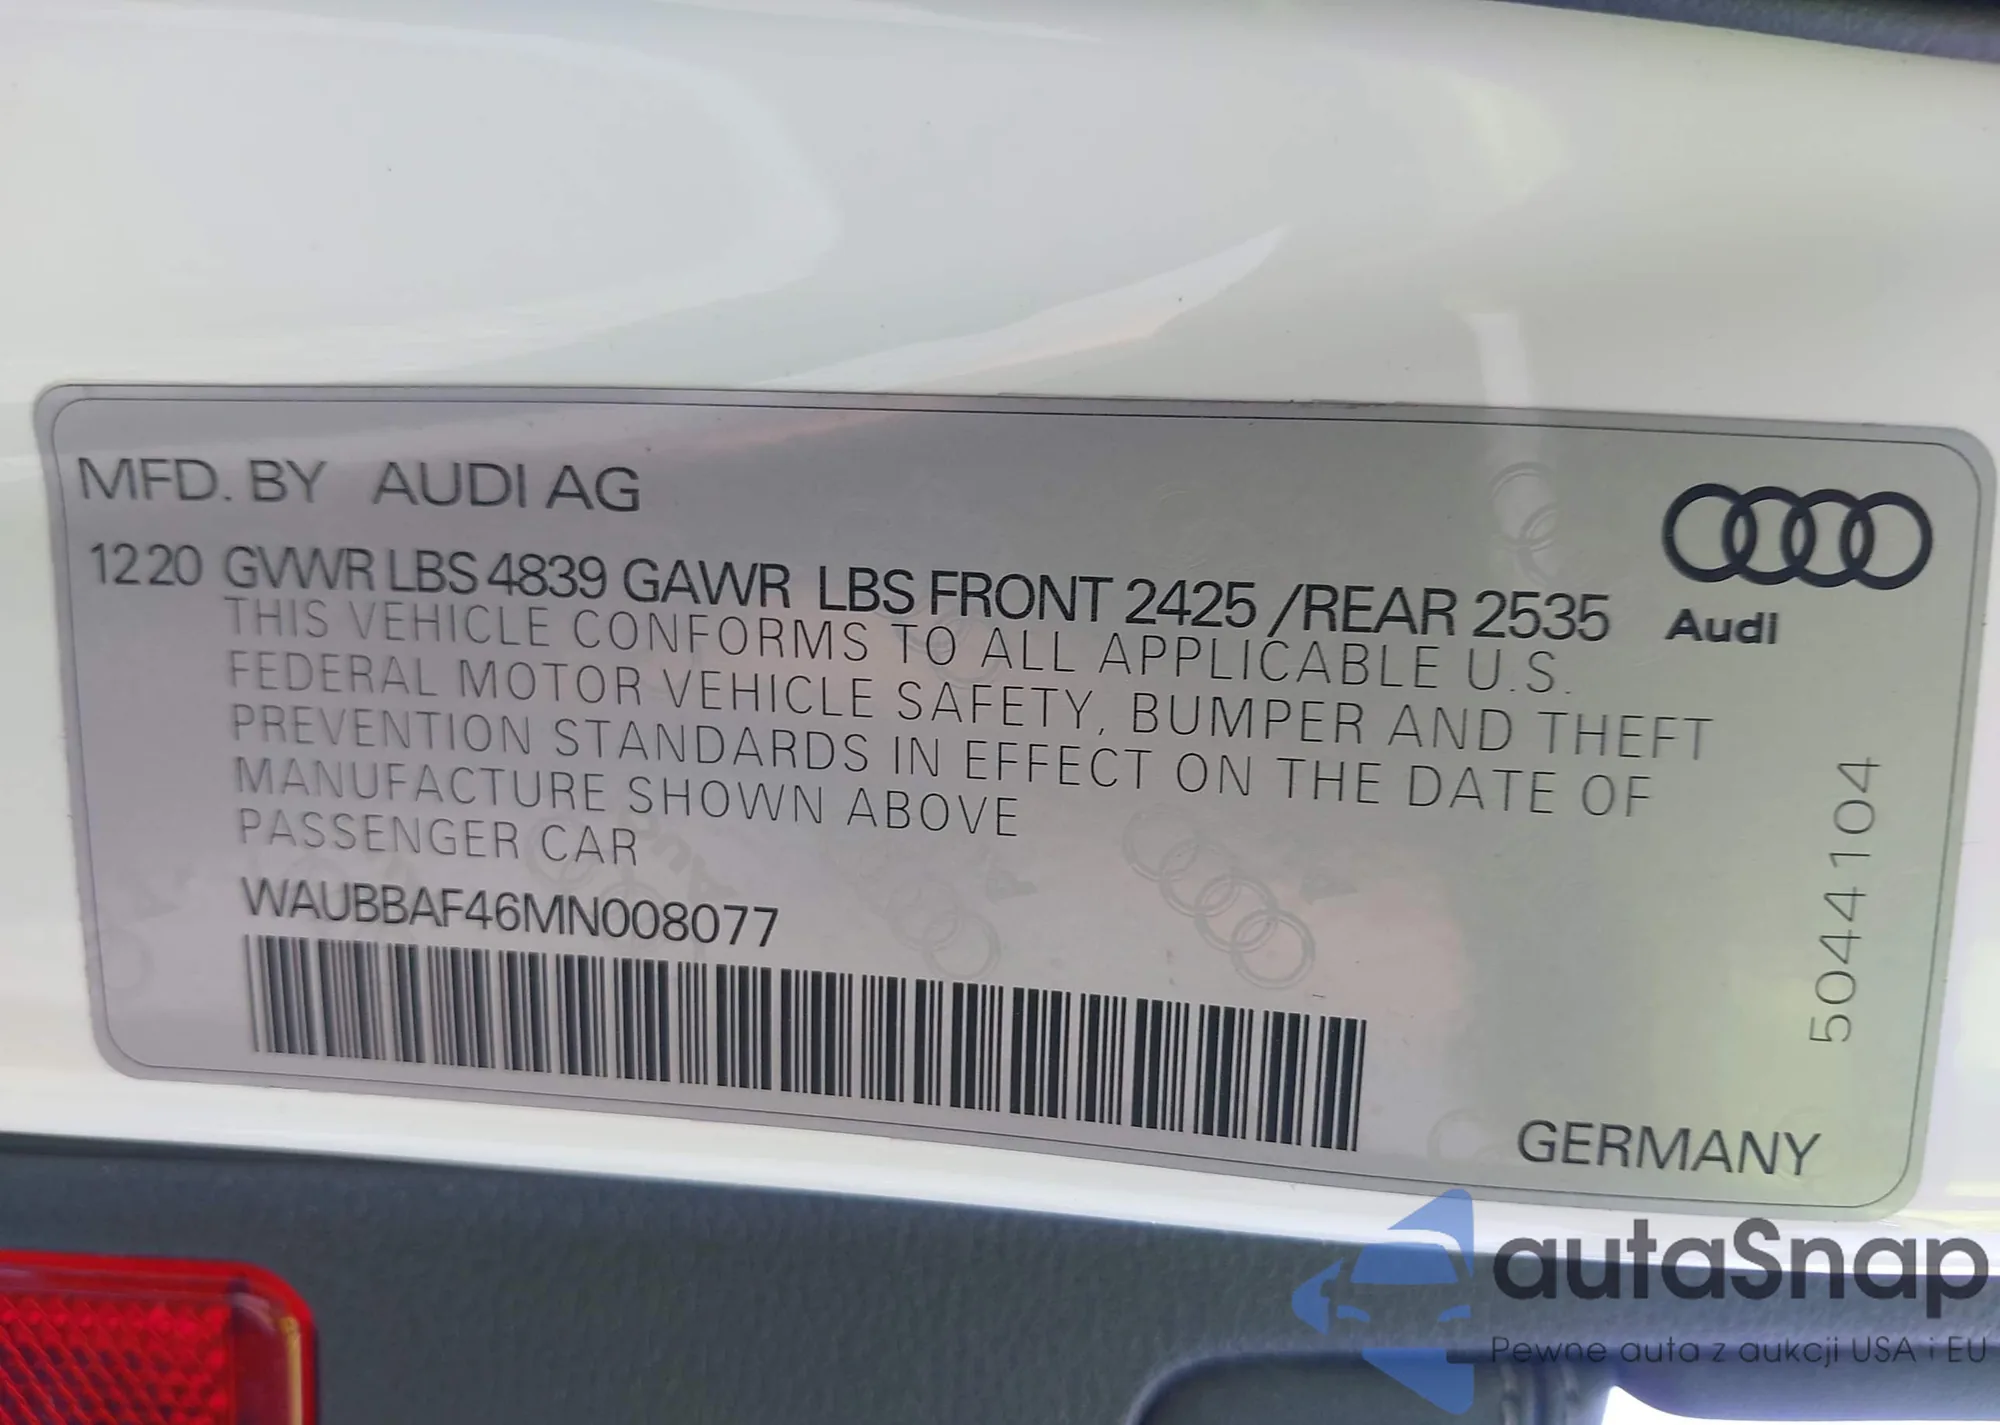 MFD. BY AUDI AG
1220 GVWR LBS 4839 GAWR LBS FRONT 2425 /REAR 2535
THIS VEHICLE CONFORMS TO ALL APPLICABLE U.S.
FEDERAL MOTOR VEHICLE SAFETY, BUMPER AND THEFT
PREVENTION STANDARDS IN EFFECT ON THE DATE OF
MANUFACTURE SHOWN ABOVE
PASSENGER CAR
WAUBBAF46MN008077
Audi
5044104
GERMANY
autaSnap
Pewne auta z aukcji USA i EU